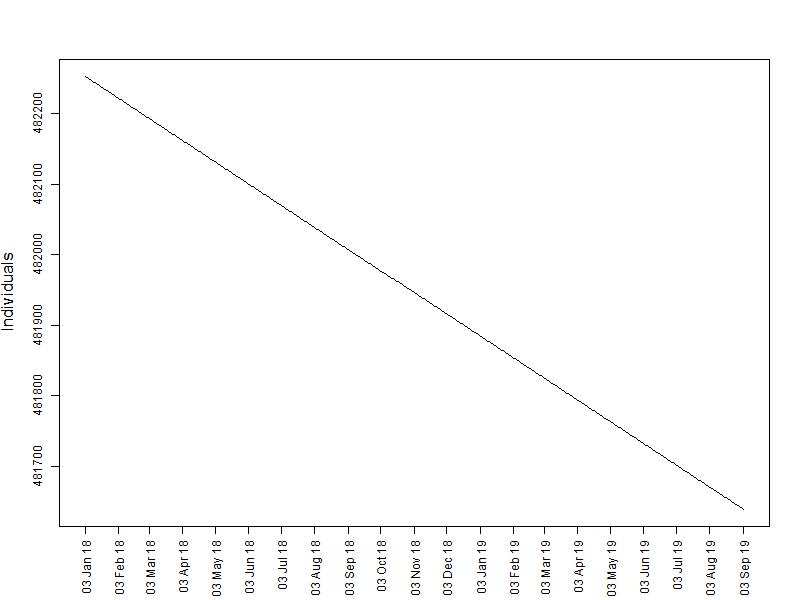 Individuals
482200
482100
482000
481900
481800
481700
03 Jan 18
03 Feb 18
03 Mar 18
03 Apr 18
03 May 18
03 Jun 18
03 Jul 18
03 Aug 18
03 Sep 18
03 Oct 18
03 Nov 18
03 Dec 18
03 Jan 19
03 Feb 19
03 Mar 19
03 Apr 19
03 May 19
03 Jun 19
03 Jul 19
03 Aug 19
03 Sep 19